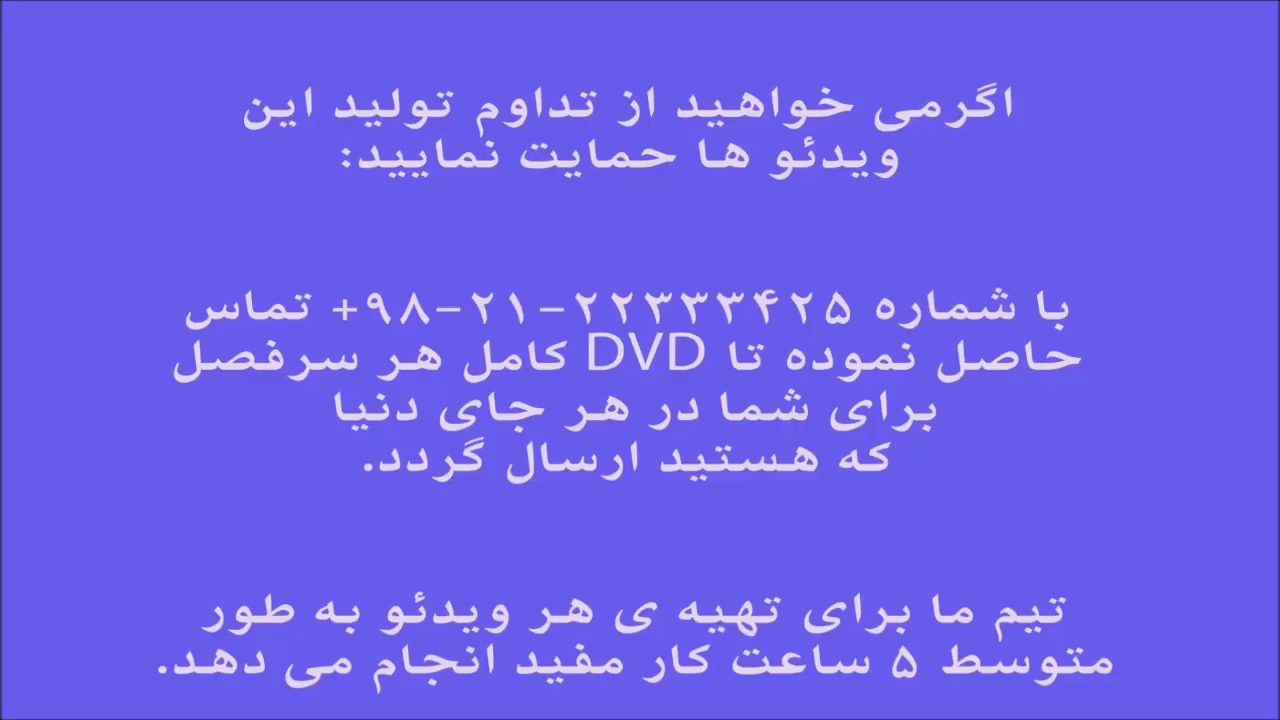 اگرمی خواهید از تداوم تولید این
ویدئو ها حمایت نمایید:
با شماره ۲۲۳۳۳۴۲۵-۲۱-۹۸+ تماس
حاصل نموده تا DVD کامل هر سرفصل
برای شما در هر جای دنیا
که هستید ارسال گردد.
تیم ما برای تهیه ی هر ویدئو به طور
متوسط ۵ ساعت کار مفید انجام می دهد.